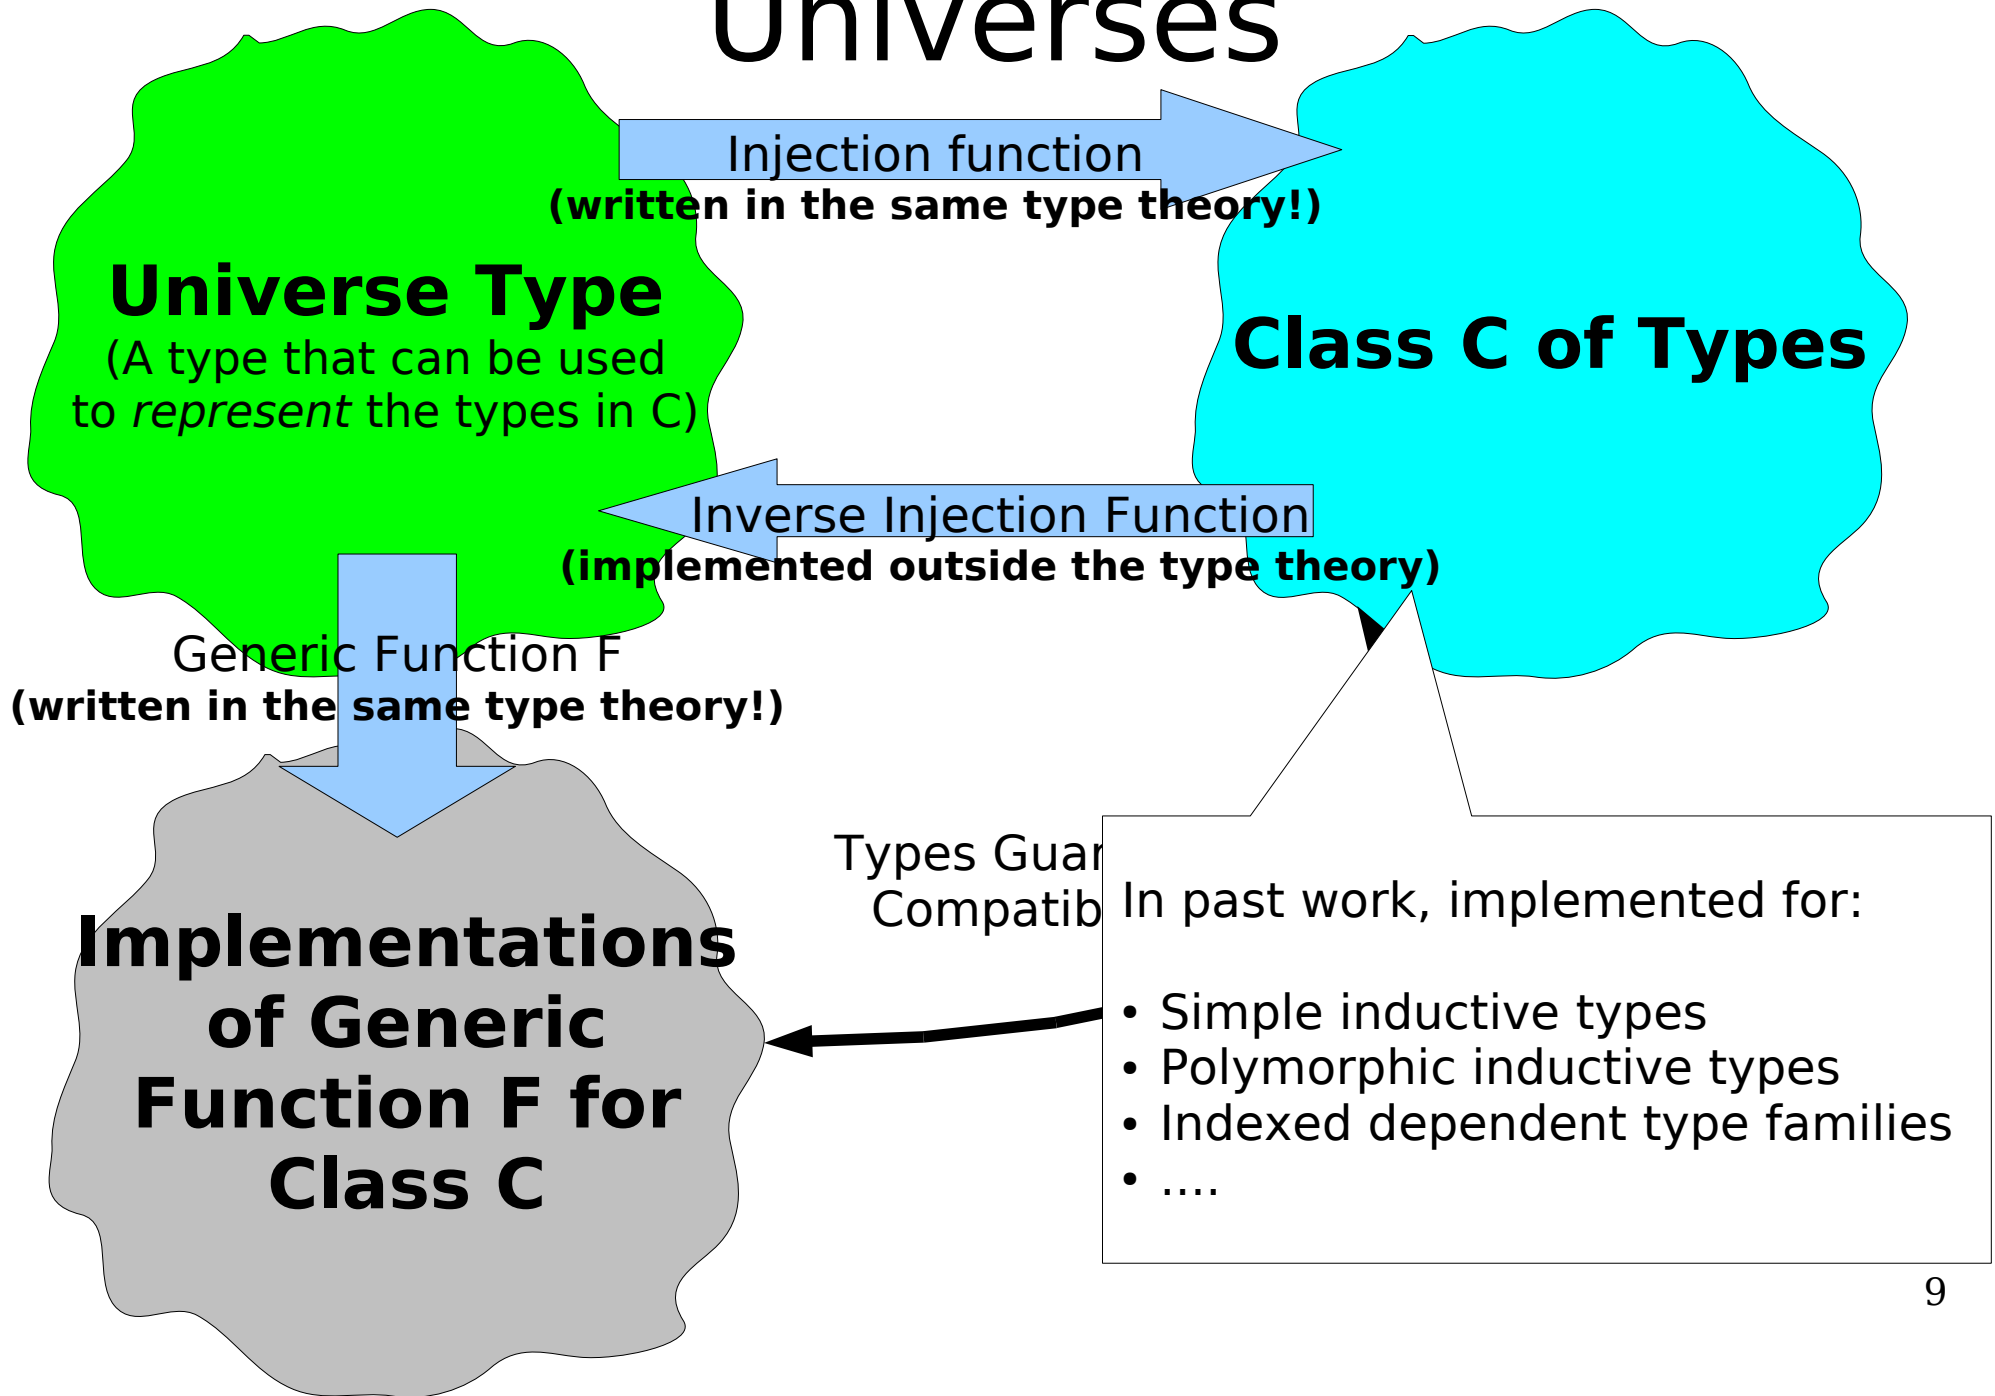 Universes
Injection function
(written in the same type theory!)
Universe Type
(A type that can be used
to represent the types in C)
Class C of Types
Inverse Injection Function
(implemented outside the type theory)
Generic Function F
(written in the same type theory!)
Types
In past work, implemented for:
• Simple inductive types
• Polymorphic inductive types
• Indexed dependent type families
• ....
Implementations
of Generic
Function F for
Class C
9